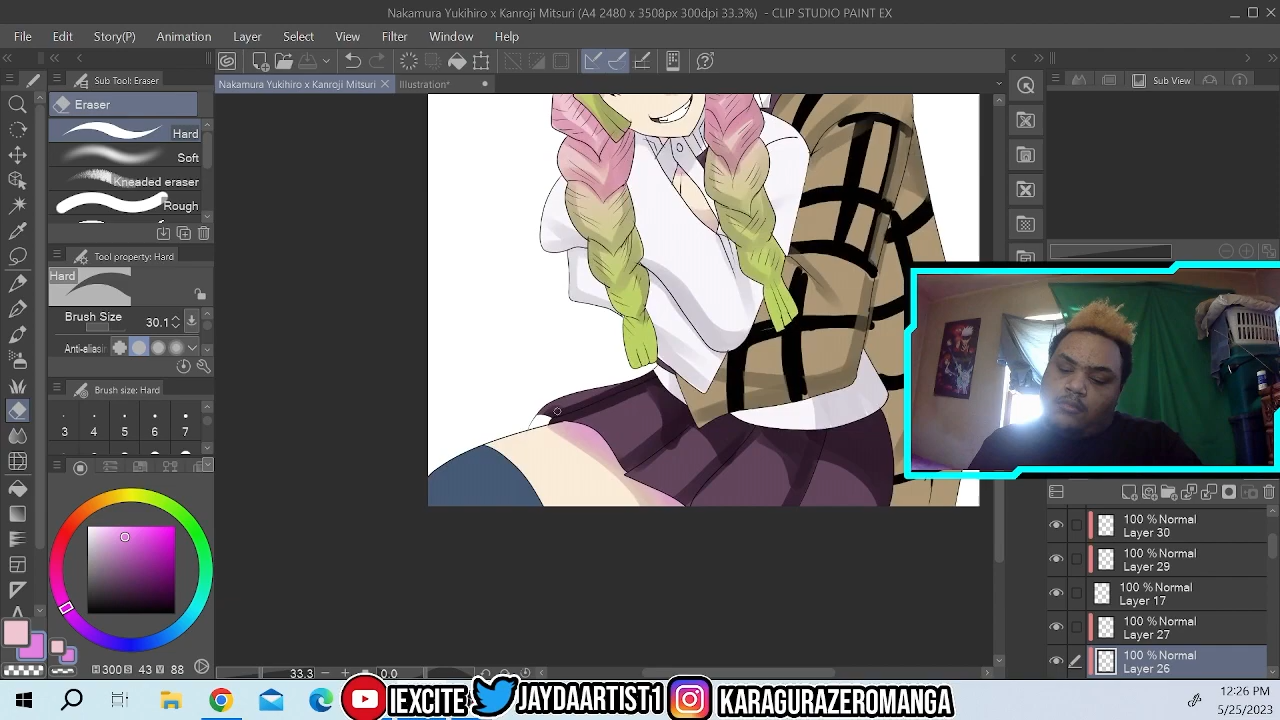 Nakamura Yukihiro x Kanroji Mitsuri (A4 2480 x 3508px 300dpi 33.3%) - CLIP STUDIO PAINT EX
File Edit Story(P) Animation Layer Select View Filter Window Help
Sub Tool Eraser
Nakamura Yukihiro x Kanroji Mitsuri
Illustration*
Sub View
Eraser
Hard
Soft
Kneaded eraser
Rough
Tool property: Hard
Hard
Brush Size 30.1
Anti-aliasi
Brush size: Hard
3 4 5 6 7
H 300 S 43 V 88
33.3
0.0
100 % Normal
Layer 30
100 % Normal
Layer 29
100 % Normal
Layer 17
100 % Normal
Layer 27
100 % Normal
Layer 26
IEXCITE
JAYDAARTIST1
KARAGURAZEROMANGA
12:26 PM
5/25/2023